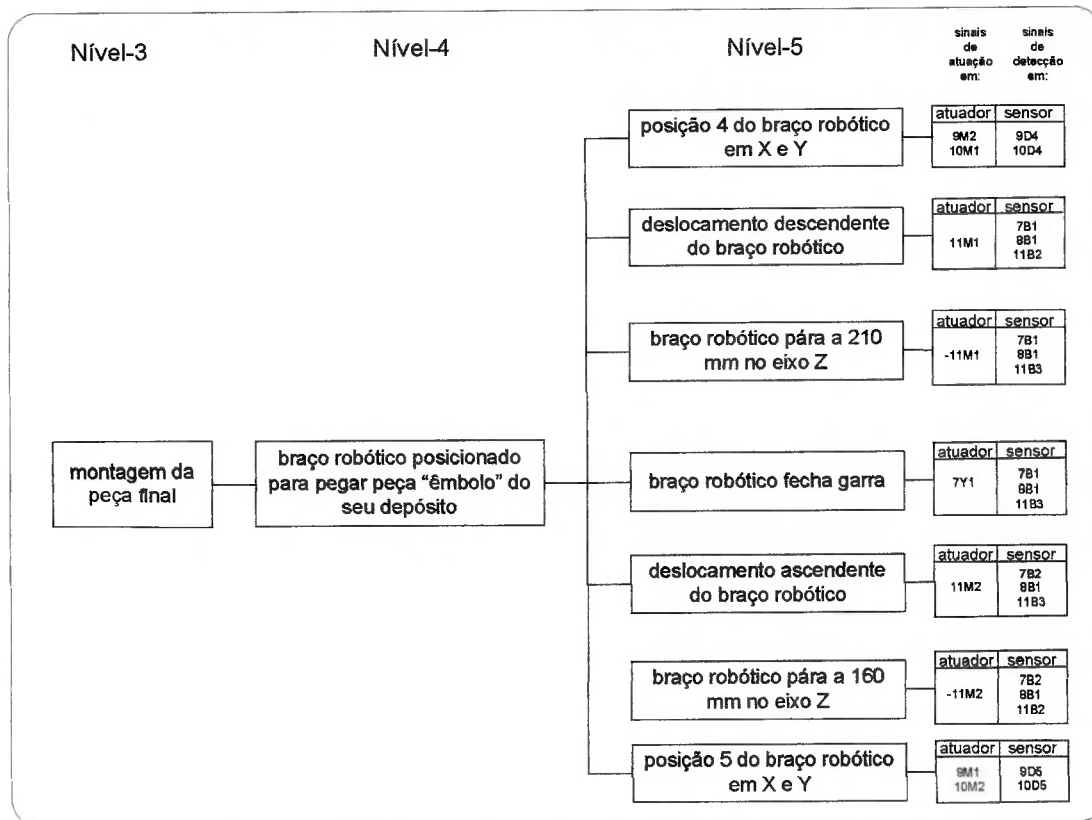 Nível-3
Nível-4
Nível-5
sinais
de
atuação
em:
sinais
de
detecção
em:
posição 4 do braço robótico
em X e Y
atuador sensor
9M2 9D4
10M1 10D4
deslocamento descendente
do braço robótico
atuador sensor
7B1
11M1 8B1
11B2
braço robótico pára a 210
mm no eixo Z
atuador sensor
7B1
-11M1 8B1
11B3
montagem da
peça final
braço robótico posicionado
para pegar peça “êmbolo” do
seu depósito
braço robótico fecha garra
atuador sensor
7B1
7Y1 8B1
11B3
deslocamento ascendente
do braço robótico
atuador sensor
7B2
11M2 8B1
11B3
braço robótico pára a 160
mm no eixo Z
atuador sensor
7B2
-11M2 8B1
11B2
posição 5 do braço robótico
em X e Y
atuador sensor
9M1 9D5
10M2 10D5